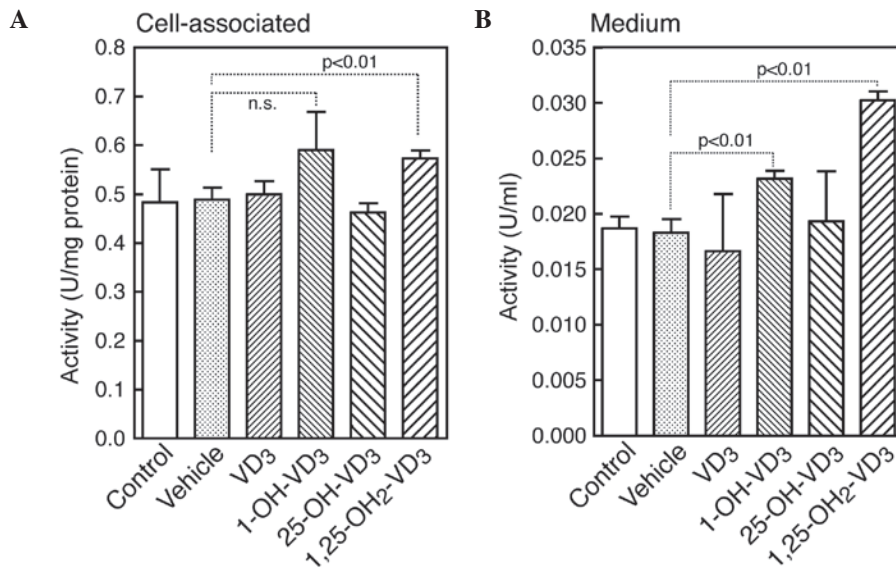 A
Cell-associated
0.8
0.7
0.6
0.5
0.4
0.3
0.2
0.1
0.0
Activity (U/mg protein)
n.s.
p<0.01
Control
Vehicle
VD3
1-OH-VD3
25-OH-VD3
1,25-OH2-VD3
B
Medium
0.035
0.030
0.025
0.020
0.015
0.010
0.005
0.000
Activity (U/ml)
p<0.01
p<0.01
Control
Vehicle
VD3
1-OH-VD3
25-OH-VD3
1,25-OH2-VD3